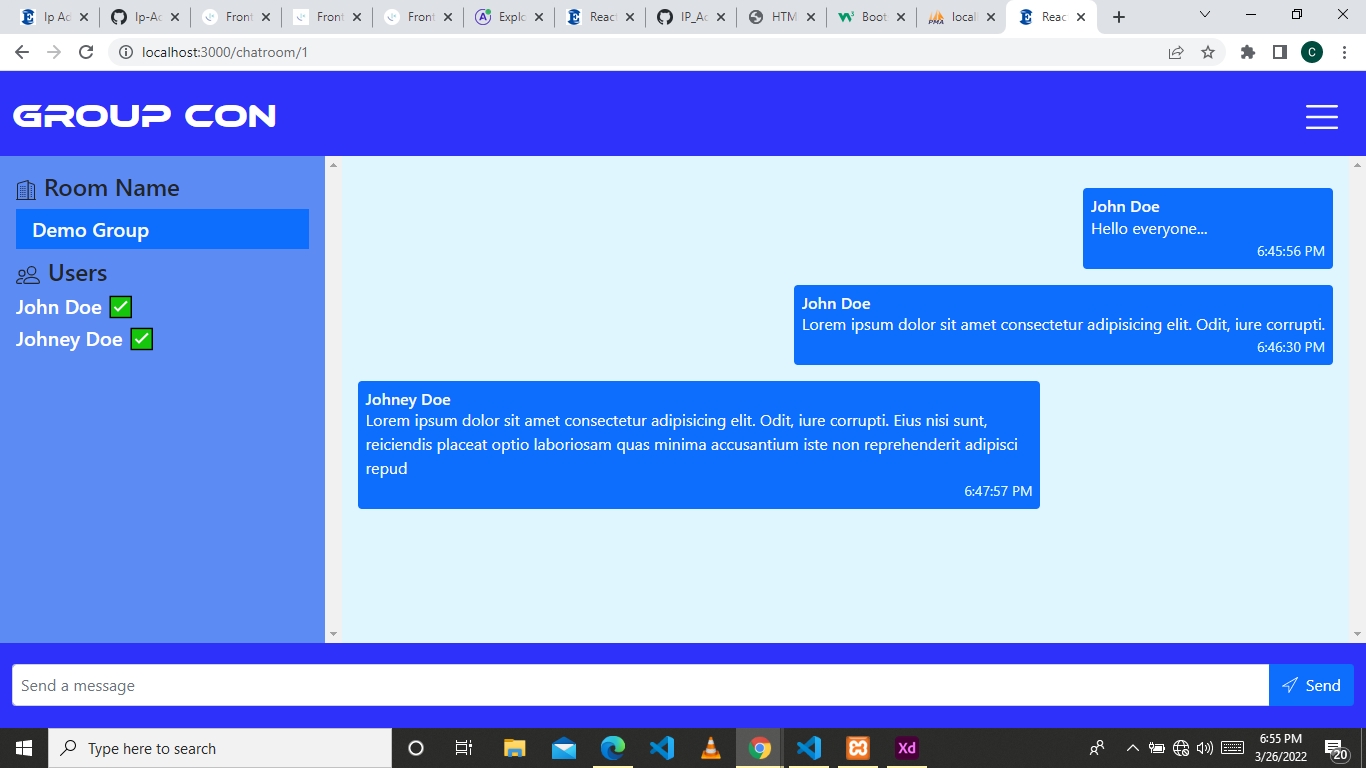 Ip Ad
Ip-Ac
Front
Front
Front
Explo
React
IP_Ac
HTM
Boot
PMA
local
Reac
localhost:3000/chatroom/1
C
GROUP CON
Room Name
Demo Group
Users
John Doe
Johney Doe
John Doe
Hello everyone...
6:45:56 PM
John Doe
Lorem ipsum dolor sit amet consectetur adipisicing elit. Odit, iure corrupti.
6:46:30 PM
Johney Doe
Lorem ipsum dolor sit amet consectetur adipisicing elit. Odit, iure corrupti. Eius nisi sunt,
reiciendis placeat optio laboriosam quas minima accusantium iste non reprehenderit adipisci
repud
6:47:57 PM
Send a message
Send
Type here to search
Xd
6:55 PM
3/26/2022
20